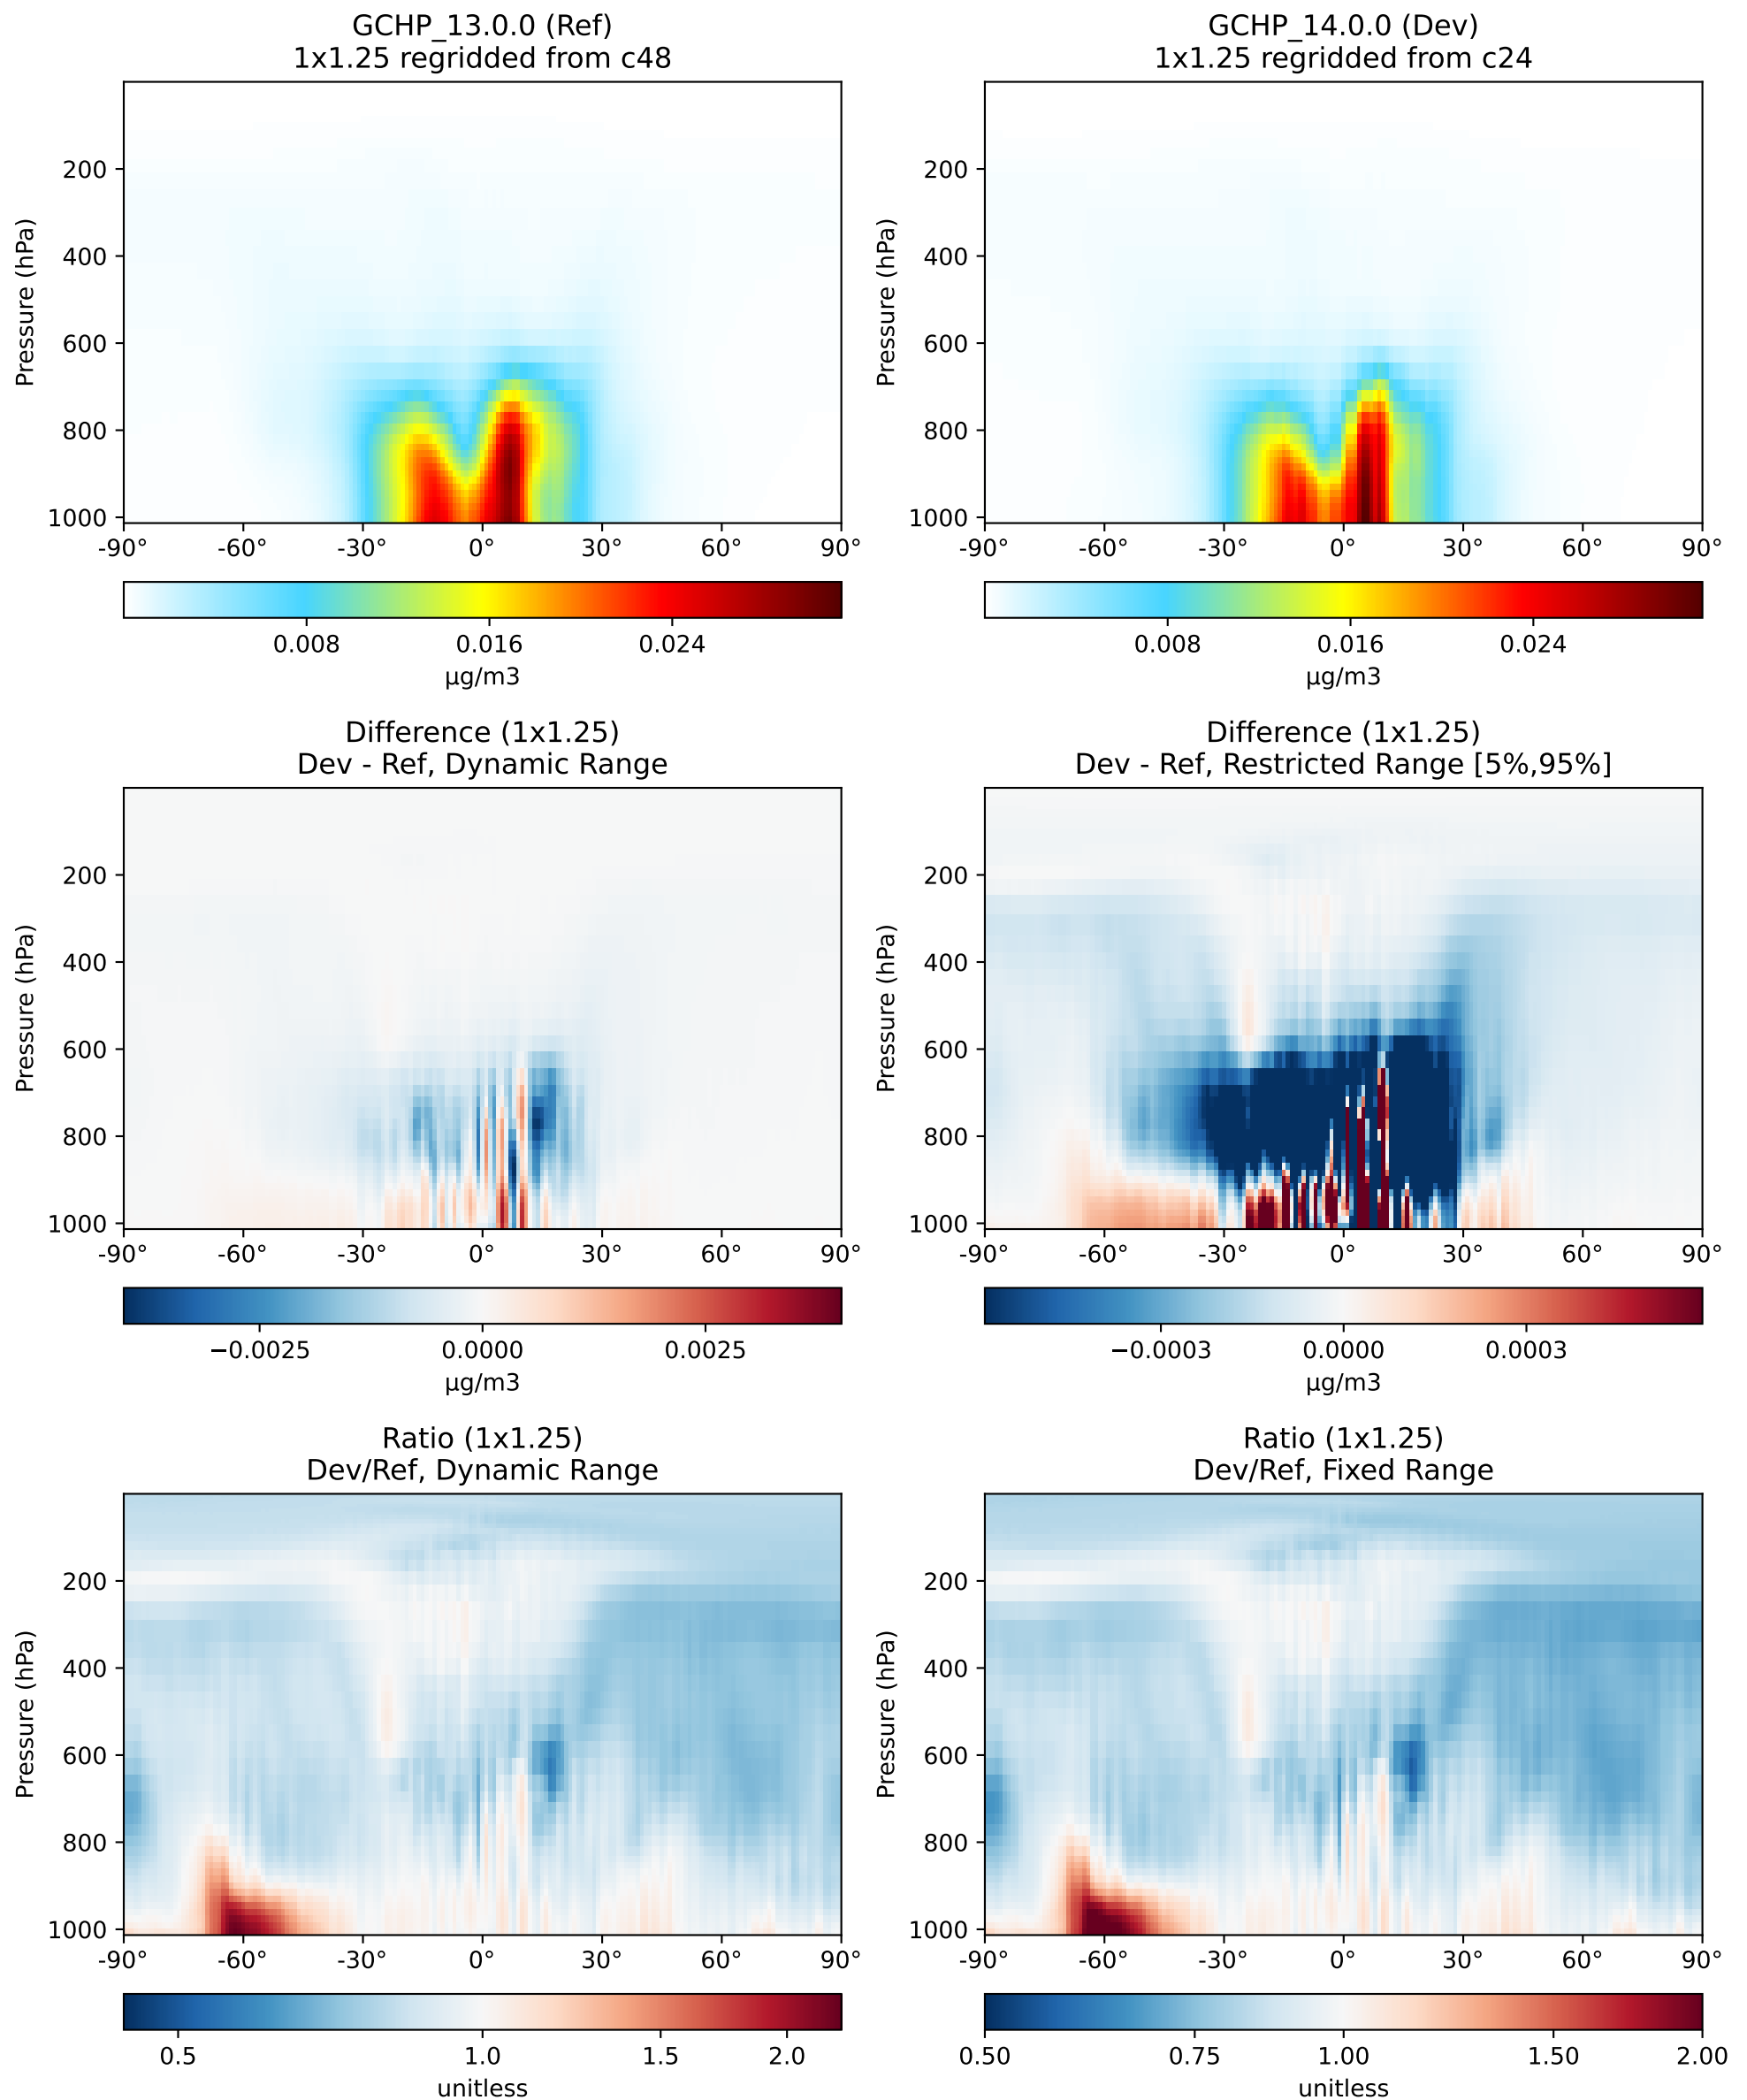 GCHP_13.0.0 (Ref)
1x1.25 regridded from c48
Pressure (hPa)
200
400
600
800
1000
-90° -60° -30° 0° 30° 60° 90°
0.008 0.016 0.024
µg/m3
GCHP_14.0.0 (Dev)
1x1.25 regridded from c24
Pressure (hPa)
200
400
600
800
1000
-90° -60° -30° 0° 30° 60° 90°
0.008 0.016 0.024
µg/m3
Difference (1x1.25)
Dev - Ref, Dynamic Range
Pressure (hPa)
200
400
600
800
1000
-90° -60° -30° 0° 30° 60° 90°
−0.0025 0.0000 0.0025
µg/m3
Difference (1x1.25)
Dev - Ref, Restricted Range [5%,95%]
Pressure (hPa)
200
400
600
800
1000
-90° -60° -30° 0° 30° 60° 90°
−0.0003 0.0000 0.0003
µg/m3
Ratio (1x1.25)
Dev/Ref, Dynamic Range
Pressure (hPa)
200
400
600
800
1000
-90° -60° -30° 0° 30° 60° 90°
0.5 1.0 1.5 2.0
unitless
Ratio (1x1.25)
Dev/Ref, Fixed Range
Pressure (hPa)
200
400
600
800
1000
-90° -60° -30° 0° 30° 60° 90°
0.50 0.75 1.00 1.50 2.00
unitless